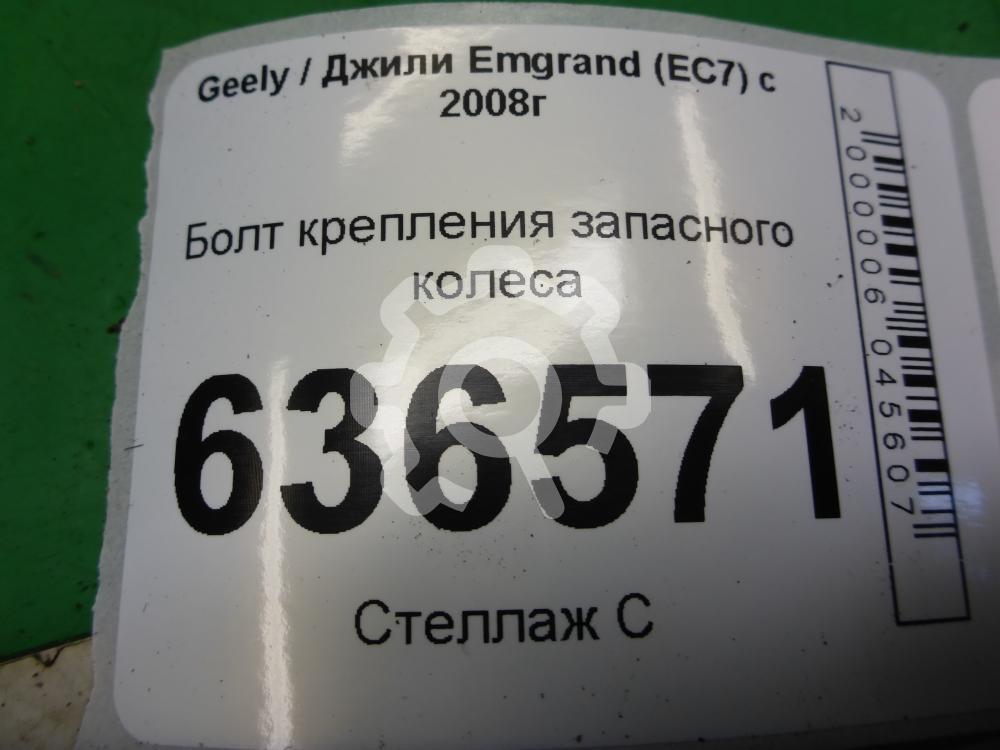 Geely / Джили Emgrand (EC7) с
2008г
Болт крепления запасного
колеса
636571
Стеллаж С
2000006045607